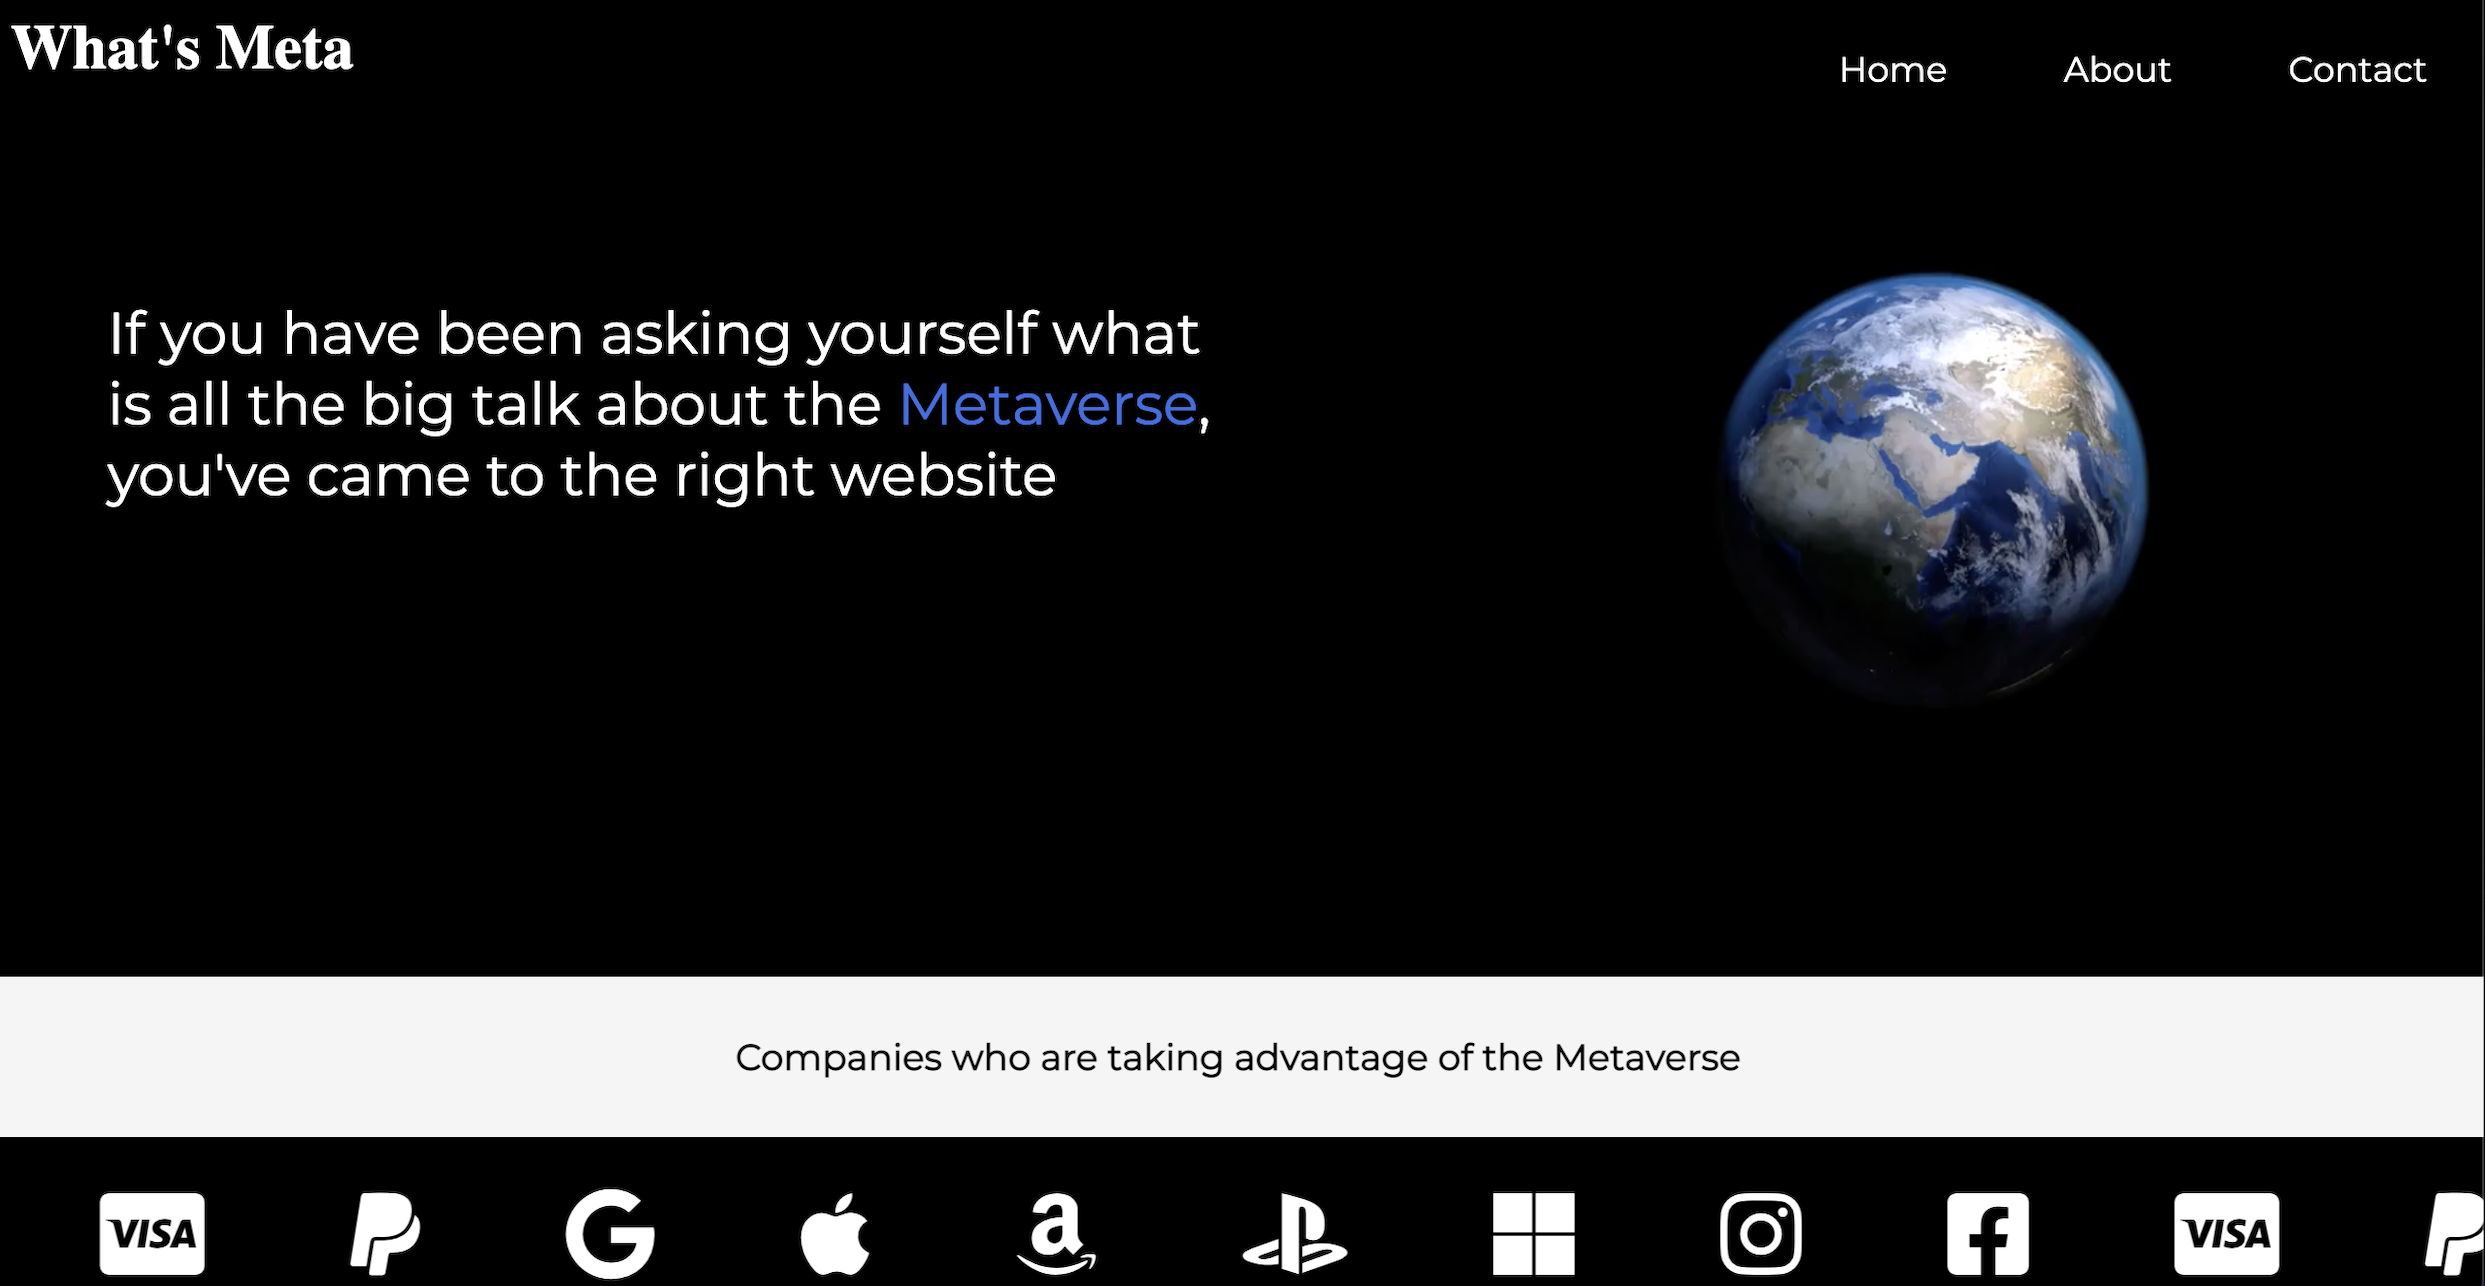 What's Meta
Home About Contact
If you have been asking yourself what
is all the big talk about the Metaverse,
you've came to the right website
Companies who are taking advantage of the Metaverse
VISA VISA